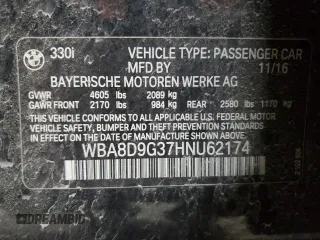 330i VEHICLE TYPE: PASSENGER CAR
MFD BY 11/16
BAYERISCHE MOTOREN WERKE AG
GVWR 4605 lbs 2089 kg
GAWR FRONT 2170 lbs 984 kg REAR 2580 lbs 1170 kg
THIS VEHICLE CONFORMS TO ALL APPLICABLE
FEDERAL MOTOR VEHICLE SAFETY, BUMPER, AND
THEFT PREVENTION STANDARDS IN EFFECT ON THE
DATE OF MANUFACTURE SHOWN ABOVE.
WBA8D9G37HNU62174
DREAMBID